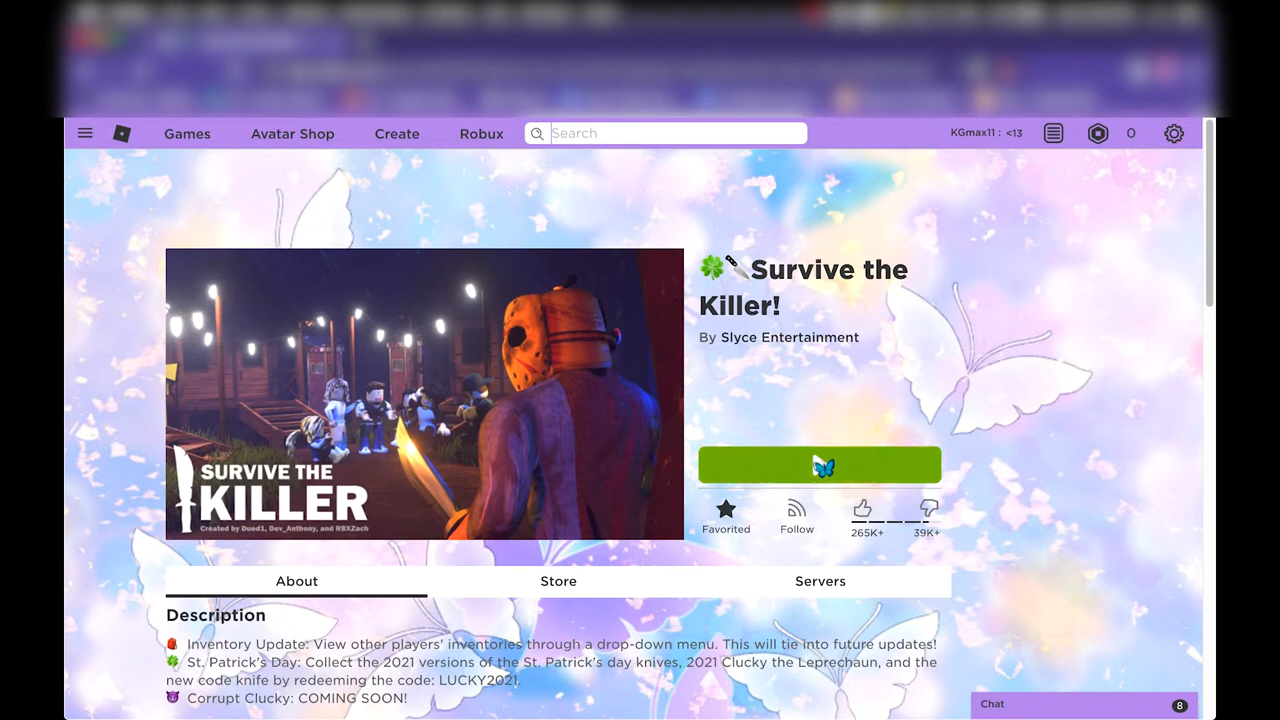 Games Avatar Shop Create Robux Search KGmax11 : <13 0
Survive the
Killer!
By Slyce Entertainment
SURVIVE THE
KILLER
Created by Dued1, Dev_Anthony, and RBXZach
Favorited Follow 265K+ 39K+
About Store Servers
Description
Inventory Update: View other players' inventories through a drop-down menu. This will tie into future updates!
St. Patrick's Day: Collect the 2021 versions of the St. Patrick's day knives, 2021 Clucky the Leprechaun, and the
new code knife by redeeming the code: LUCKY2021.
Corrupt Clucky: COMING SOON!
Chat 8